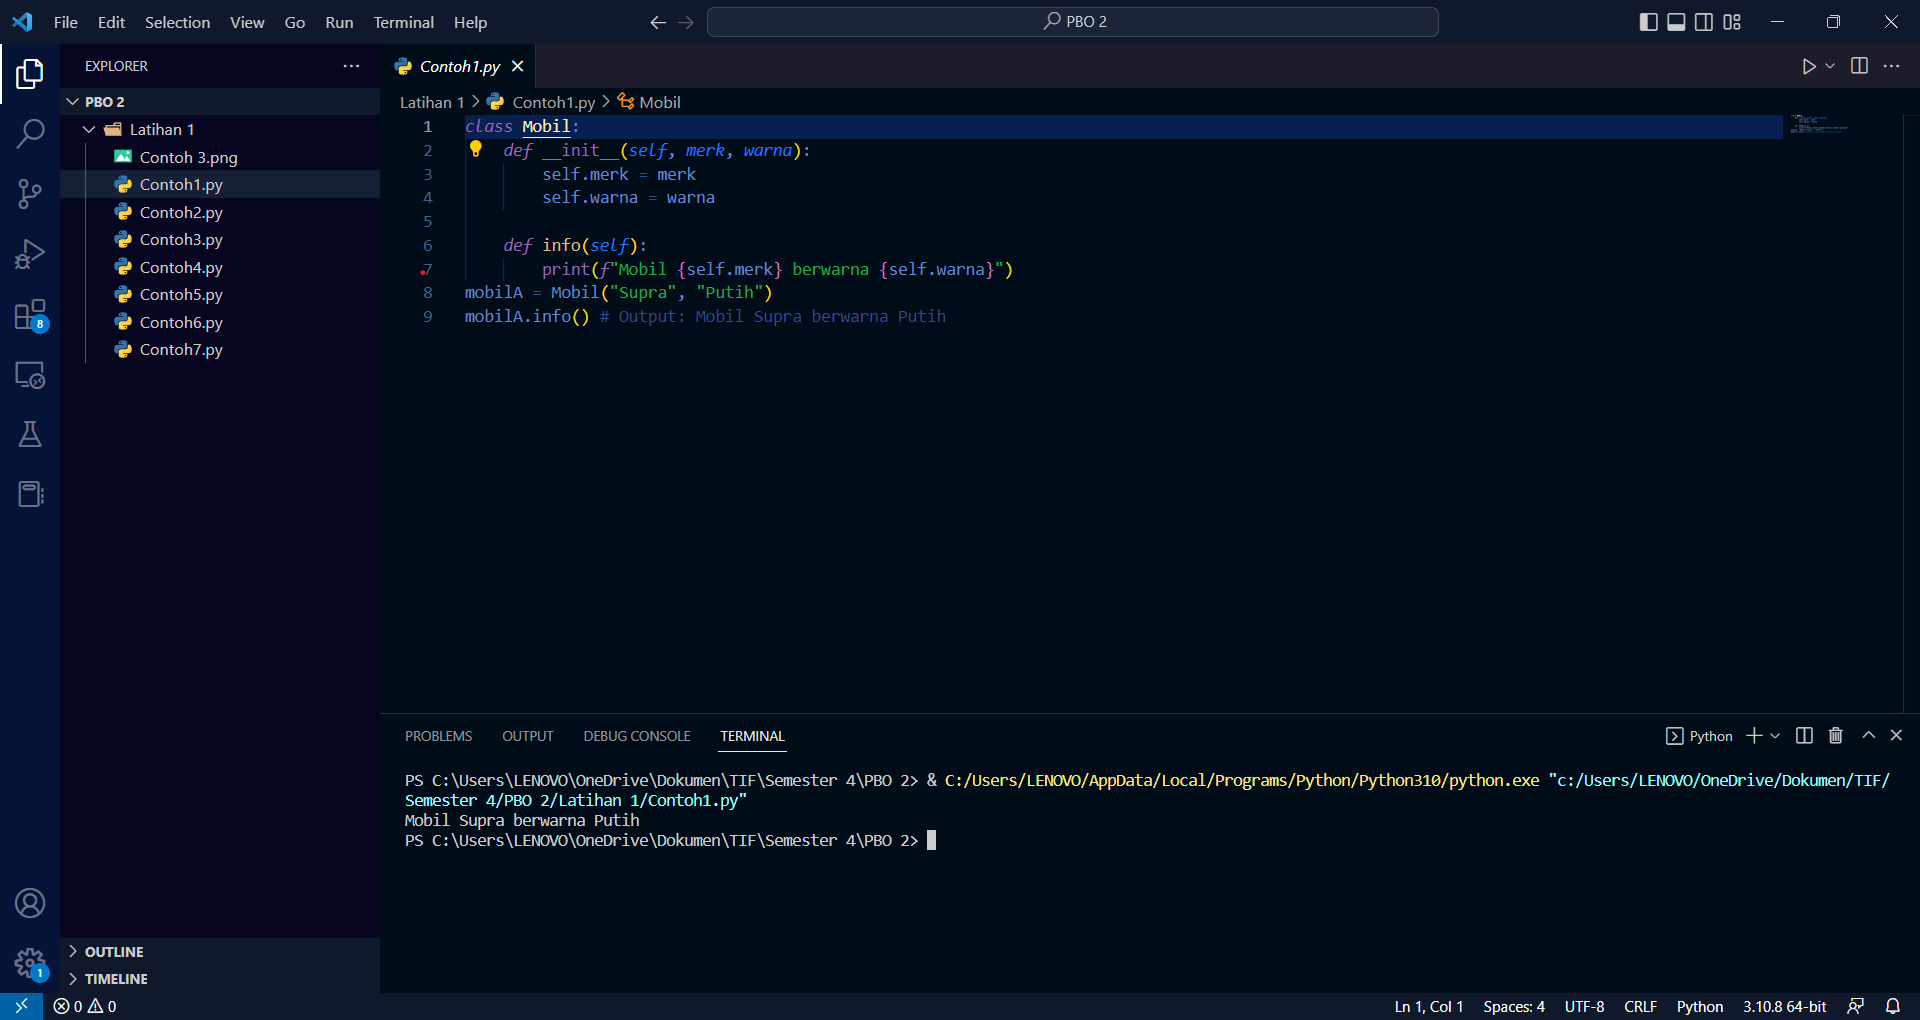 File Edit Selection View Go Run Terminal Help
PBO 2
EXPLORER
PBO 2
Latihan 1
Contoh 3.png
Contoh1.py
Contoh2.py
Contoh3.py
Contoh4.py
Contoh5.py
Contoh6.py
Contoh7.py
8
OUTLINE
TIMELINE
1
Contoh1.py
Latihan 1 > Contoh1.py > Mobil
1 class Mobil:
2 def __init__(self, merk, warna):
3 self.merk = merk
4 self.warna = warna
5
6 def info(self):
7 print(f"Mobil {self.merk} berwarna {self.warna}")
8 mobilA = Mobil("Supra", "Putih")
9 mobilA.info() # Output: Mobil Supra berwarna Putih
PROBLEMS OUTPUT DEBUG CONSOLE TERMINAL
Python
PS C:\Users\LENOVO\OneDrive\Dokumen\TIF\Semester 4\PBO 2> & C:/Users/LENOVO/AppData/Local/Programs/Python/Python310/python.exe "c:/Users/LENOVO/OneDrive/Dokumen/TIF/
Semester 4/PBO 2/Latihan 1/Contoh1.py"
Mobil Supra berwarna Putih
PS C:\Users\LENOVO\OneDrive\Dokumen\TIF\Semester 4\PBO 2>
0 0
Ln 1, Col 1 Spaces: 4 UTF-8 CRLF Python 3.10.8 64-bit